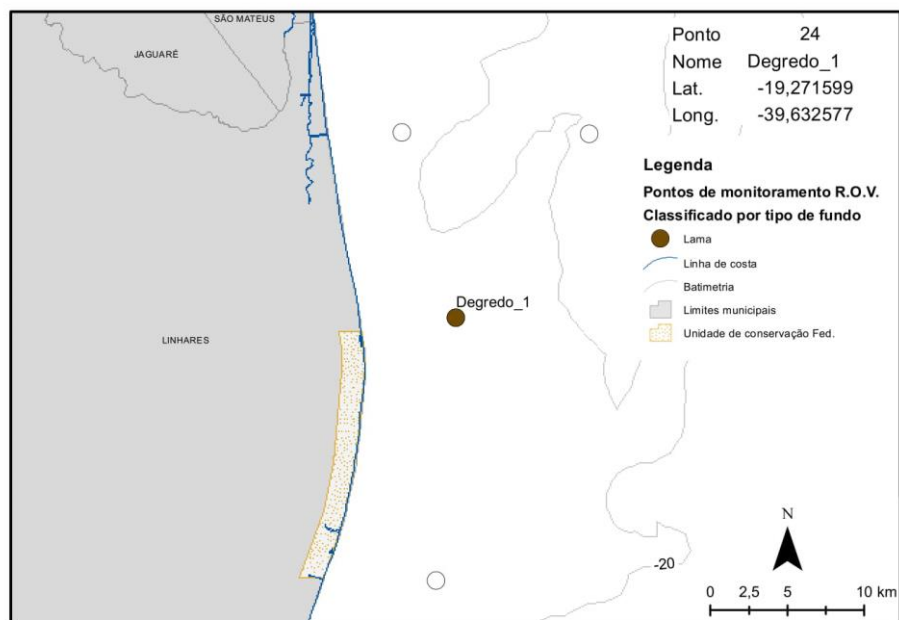 SÃO MATEUS
JAGUARÉ
LINHARES
Degredo_1
-20
Ponto 24
Nome Degredo_1
Lat. -19,271599
Long. -39,632577
Legenda
Pontos de monitoramento R.O.V.
Classificado por tipo de fundo
Lama
Linha de costa
Batimetria
Limites municipais
Unidade de conservação Fed.
N
0 2,5 5 10 km